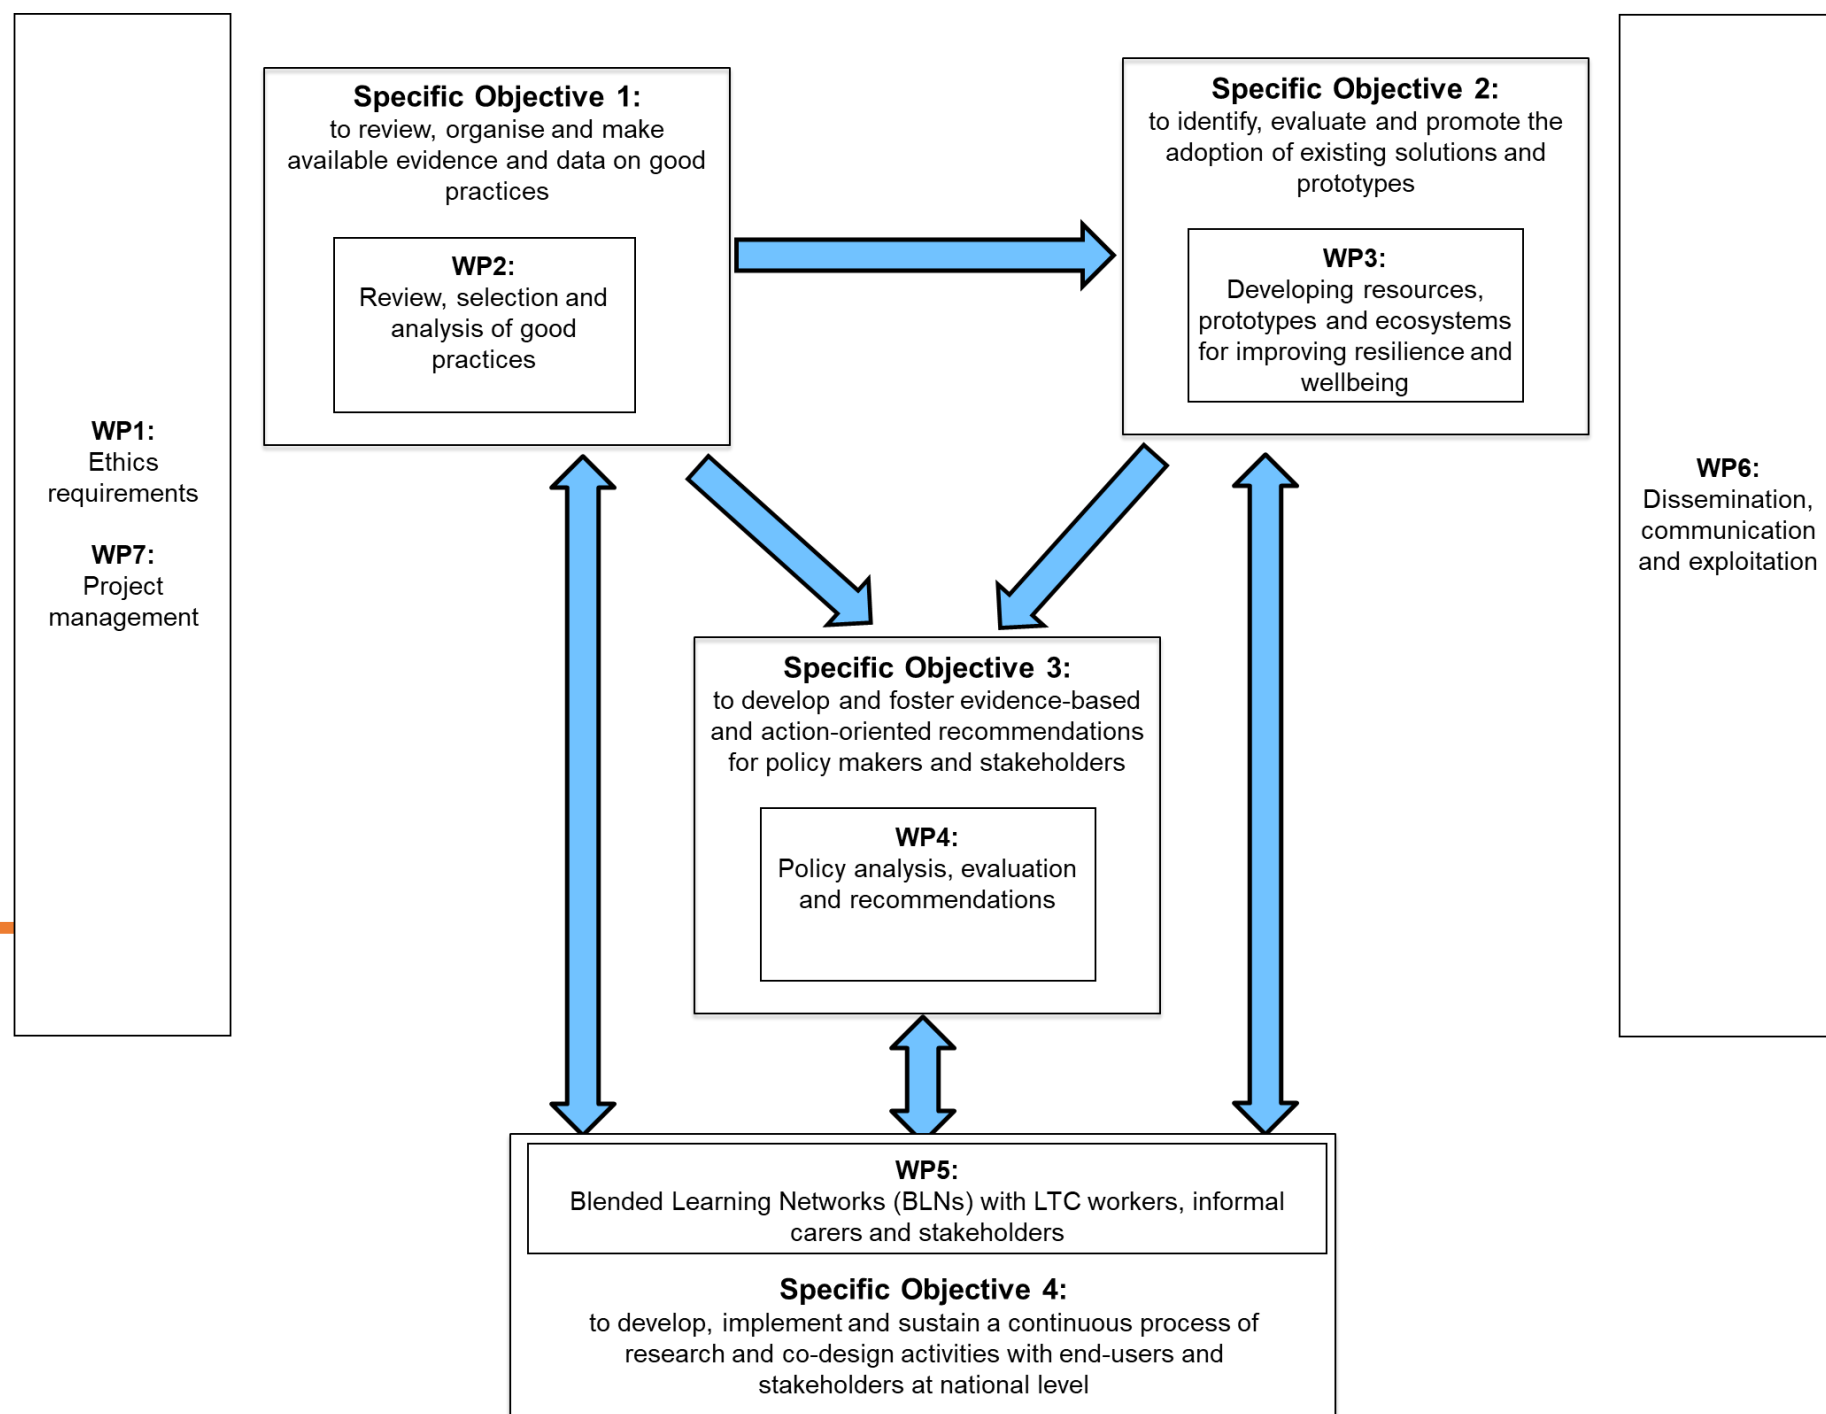 WP1:
Ethics
requirements
WP7:
Project
management
Specific Objective 1:
to review, organise and make
available evidence and data on good
practices
WP2:
Review, selection and
analysis of good
practices
Specific Objective 2:
to identify, evaluate and promote the
adoption of existing solutions and
prototypes
WP3:
Developing resources,
prototypes and ecosystems
for improving resilience and
wellbeing
WP6:
Dissemination,
communication
and exploitation
Specific Objective 3:
to develop and foster evidence-based
and action-oriented recommendations
for policy makers and stakeholders
WP4:
Policy analysis, evaluation
and recommendations
WP5:
Blended Learning Networks (BLNs) with LTC workers, informal
carers and stakeholders
Specific Objective 4:
to develop, implement and sustain a continuous process of
research and co-design activities with end-users and
stakeholders at national level